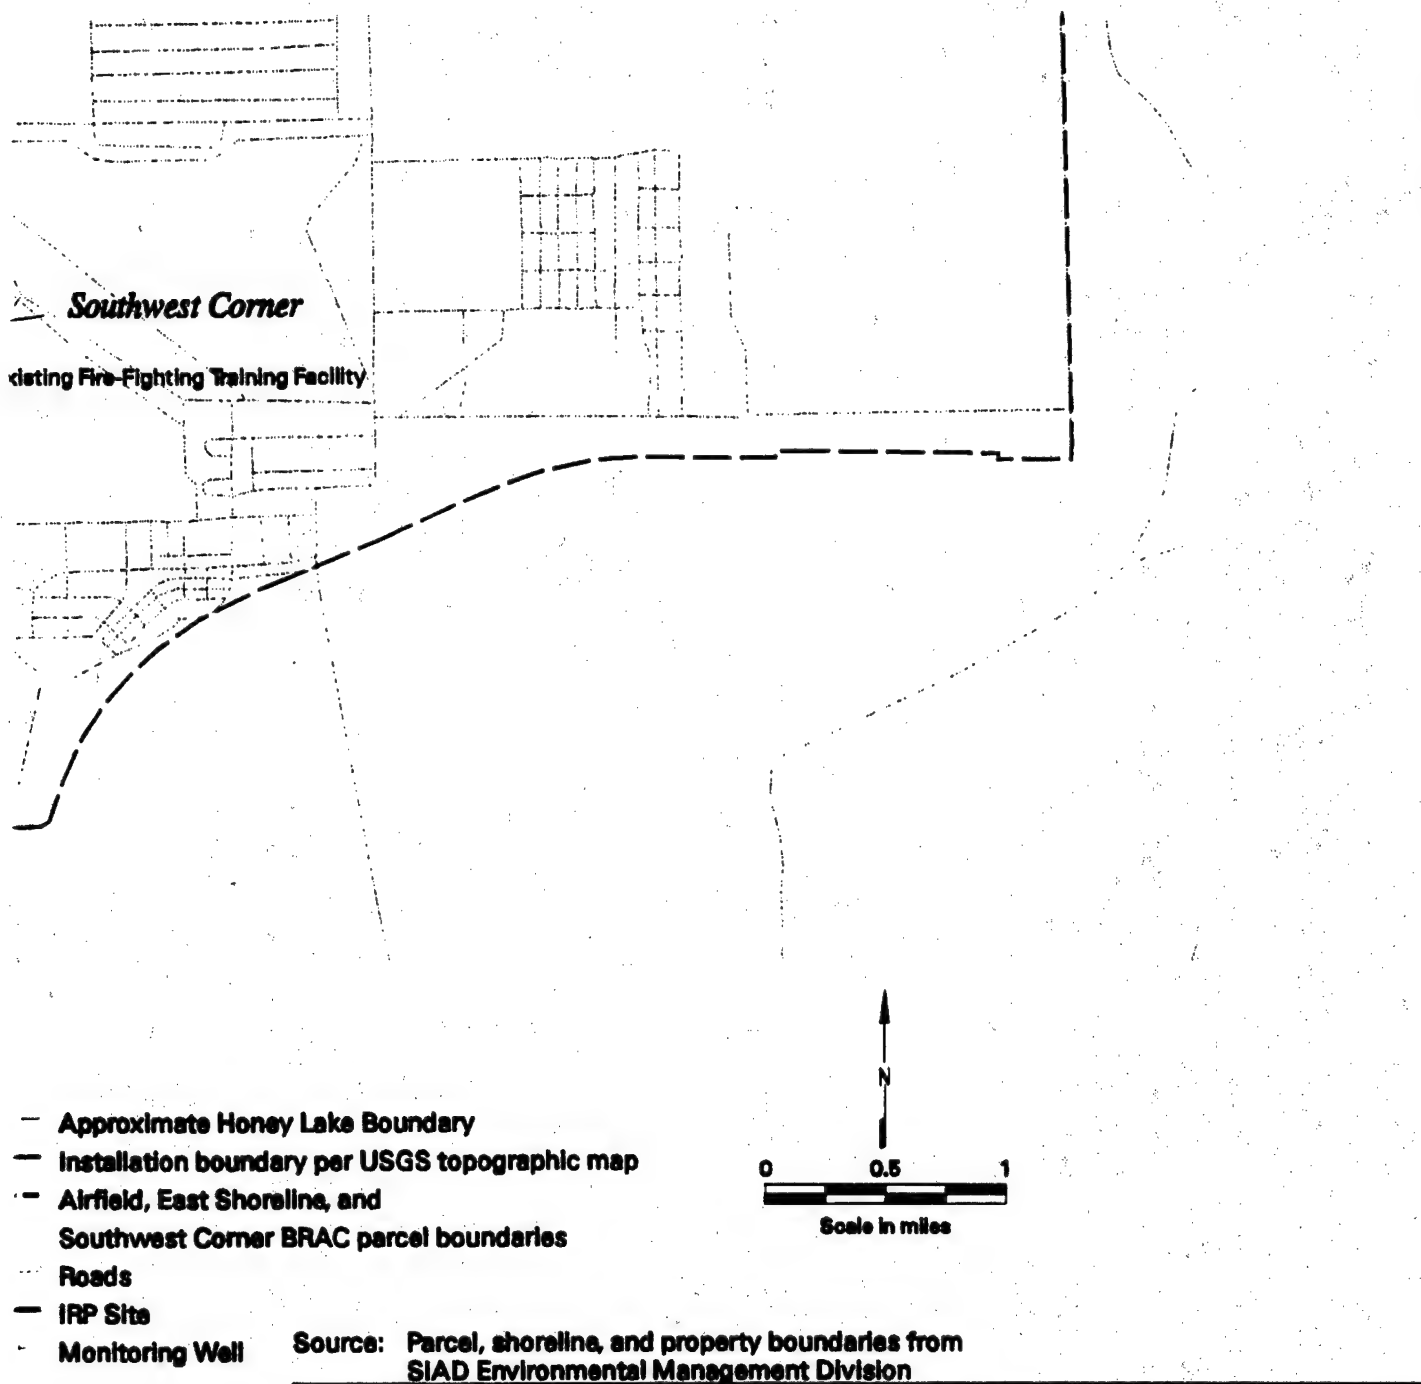 Southwest Corner
xisting Fire-Fighting Training Facility
N
0 0.5 1
Scale in miles
Approximate Honey Lake Boundary
Installation boundary per USGS topographic map
Airfield, East Shoreline, and
Southwest Corner BRAC parcel boundaries
Roads
IRP Site
Monitoring Well
Source: Parcel, shoreline, and property boundaries from
SIAD Environmental Management Division